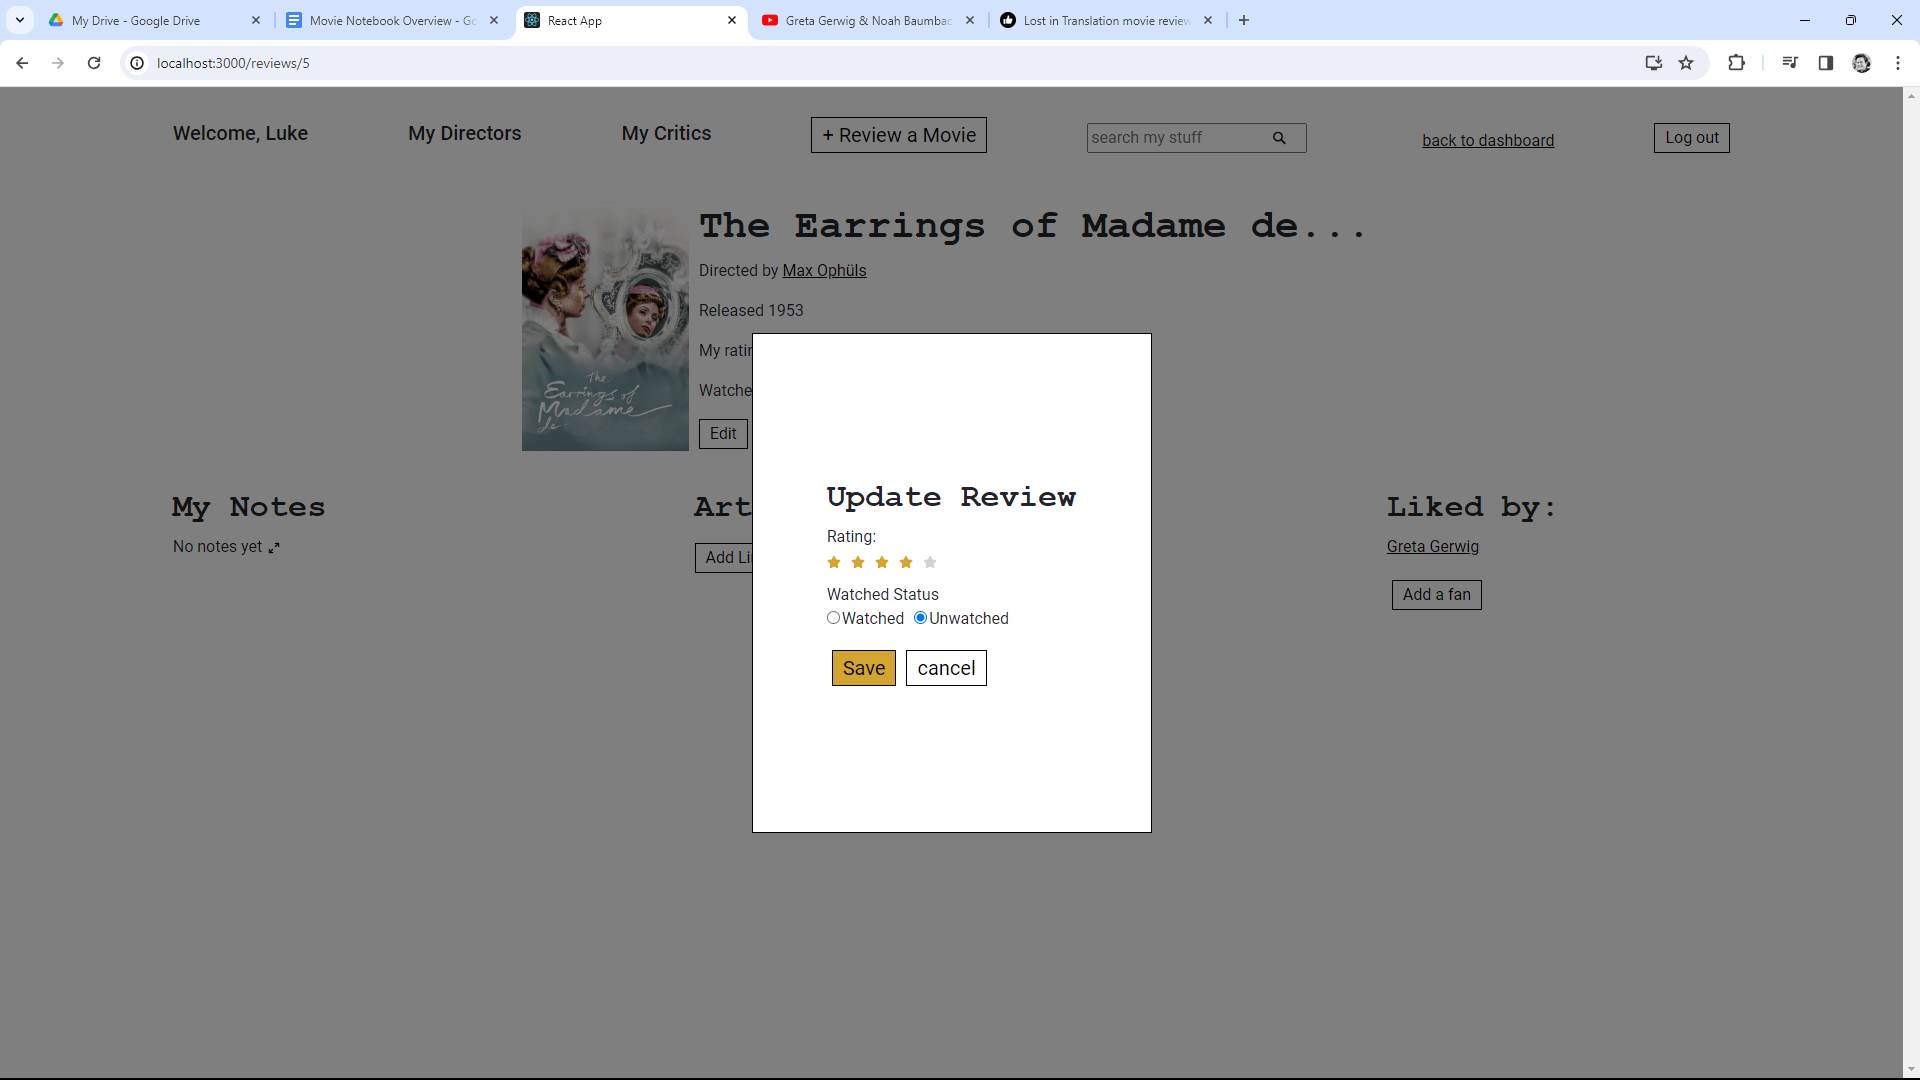 My Drive - Google Drive
Movie Notebook Overview - Go
React App
Greta Gerwig & Noah Baumbac
Lost in Translation movie review
localhost:3000/reviews/5
Welcome, Luke
My Directors
My Critics
+ Review a Movie
search my stuff
back to dashboard
Log out
The Earrings of Madame de...
Directed by Max Ophüls
Released 1953
My ratin
Watche
Edit
The
Earrings of
Madame
de...
My Notes
No notes yet
Art
Add Li
Liked by:
Greta Gerwig
Add a fan
Update Review
Rating:
Watched Status
Watched Unwatched
Save cancel